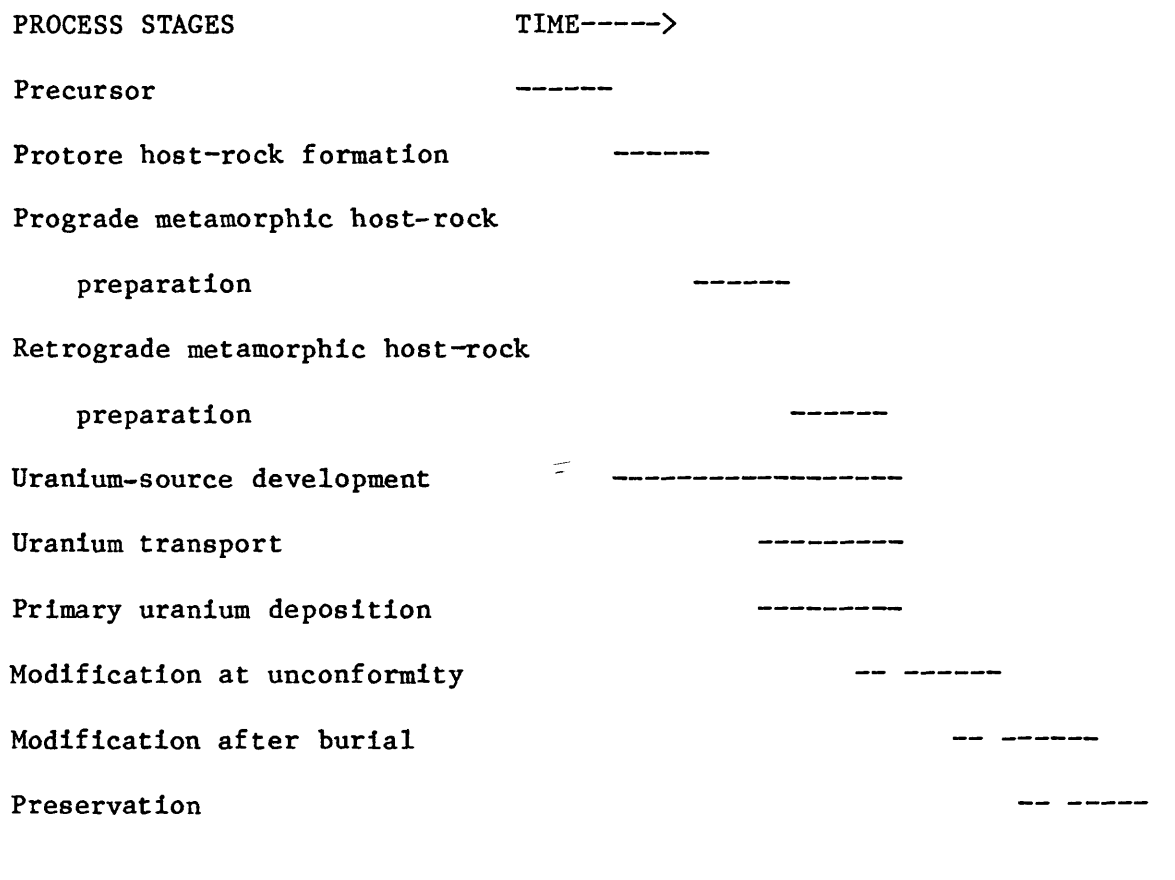 PROCESS STAGES TIME----->
Precursor ------
Protore host-rock formation ------
Prograde metamorphic host-rock
preparation ------
Retrograde metamorphic host-rock
preparation ------
Uranium-source development ------------------
Uranium transport ---------
Primary uranium deposition ---------
Modification at unconformity -- ------
Modification after burial -- ------
Preservation -- -----